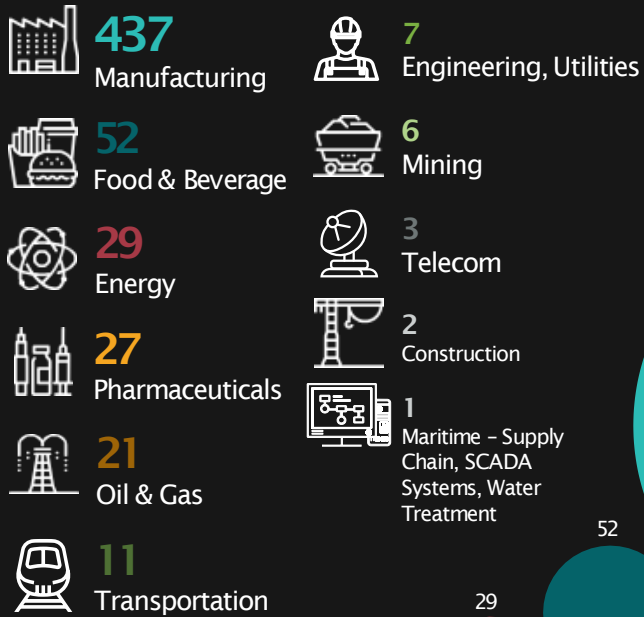 437
Manufacturing
52
Food & Beverage
29
Energy
27
Pharmaceuticals
21
Oil & Gas
11
Transportation
7
Engineering, Utilities
6
Mining
3
Telecom
2
Construction
1
Maritime – Supply
Chain, SCADA
Systems, Water
Treatment
52
29